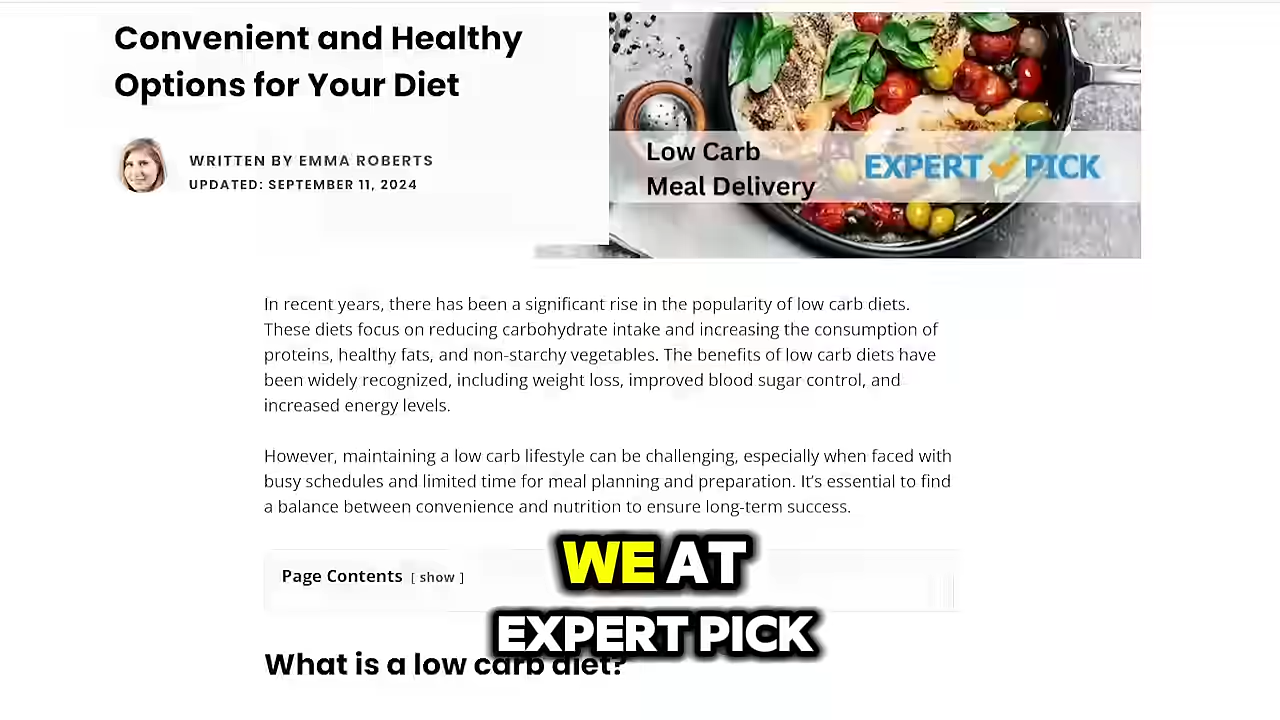 Convenient and Healthy
Options for Your Diet
WRITTEN BY EMMA ROBERTS
UPDATED: SEPTEMBER 11, 2024
Low Carb
Meal Delivery
EXPERT PICK
In recent years, there has been a significant rise in the popularity of low carb diets.
These diets focus on reducing carbohydrate intake and increasing the consumption of
proteins, healthy fats, and non-starchy vegetables. The benefits of low carb diets have
been widely recognized, including weight loss, improved blood sugar control, and
increased energy levels.
However, maintaining a low carb lifestyle can be challenging, especially when faced with
busy schedules and limited time for meal planning and preparation. It’s essential to find
a balance between convenience and nutrition to ensure long-term success.
Page Contents [ show ]
WE AT
EXPERT PICK
What is a low carb diet?